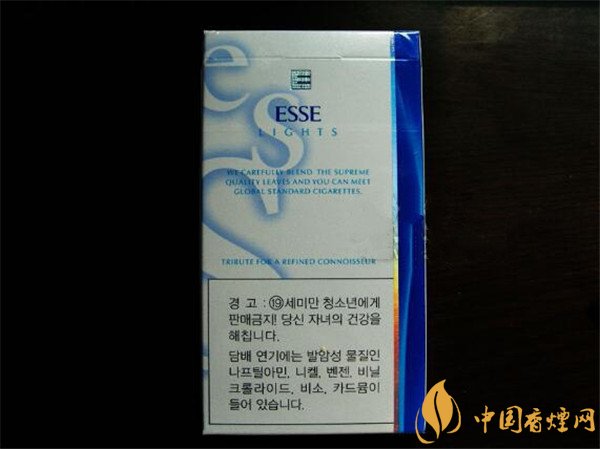 ESSE
LIGHTS
WE CAREFULLY BLEND THE SUPREME
QUALITY LEAVES AND YOU CAN MEET
GLOBAL STANDARD CIGARETTES.
TRIBUTE FOR A REFINED CONNOISSEUR
경 고 : ⑲세미만 청소년에게
판매금지! 당신 자녀의 건강을
해칩니다.
담배 연기에는 발암성 물질인
나프틸아민, 니켈, 벤젠, 비닐
크롤라이드, 비소, 카드뮴이
들어 있습니다.
中国香煙网